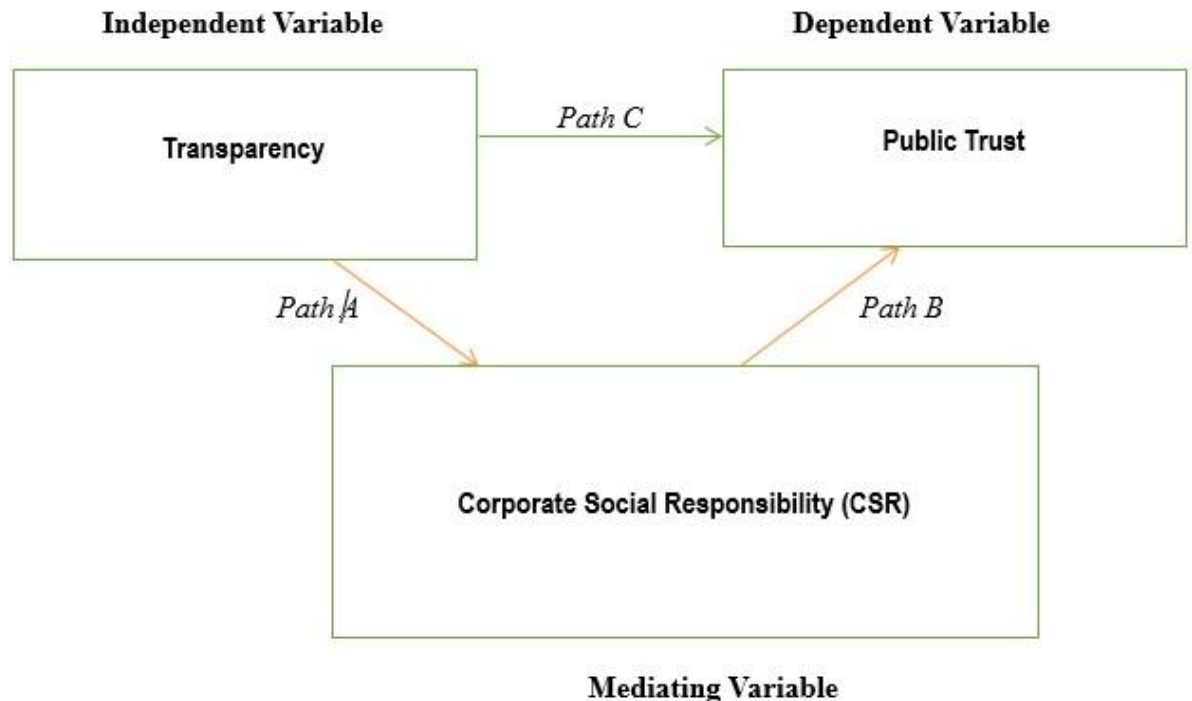 Independent Variable
Dependent Variable
Transparency
Path C
Public Trust
Path A
Path B
Corporate Social Responsibility (CSR)
Mediating Variable